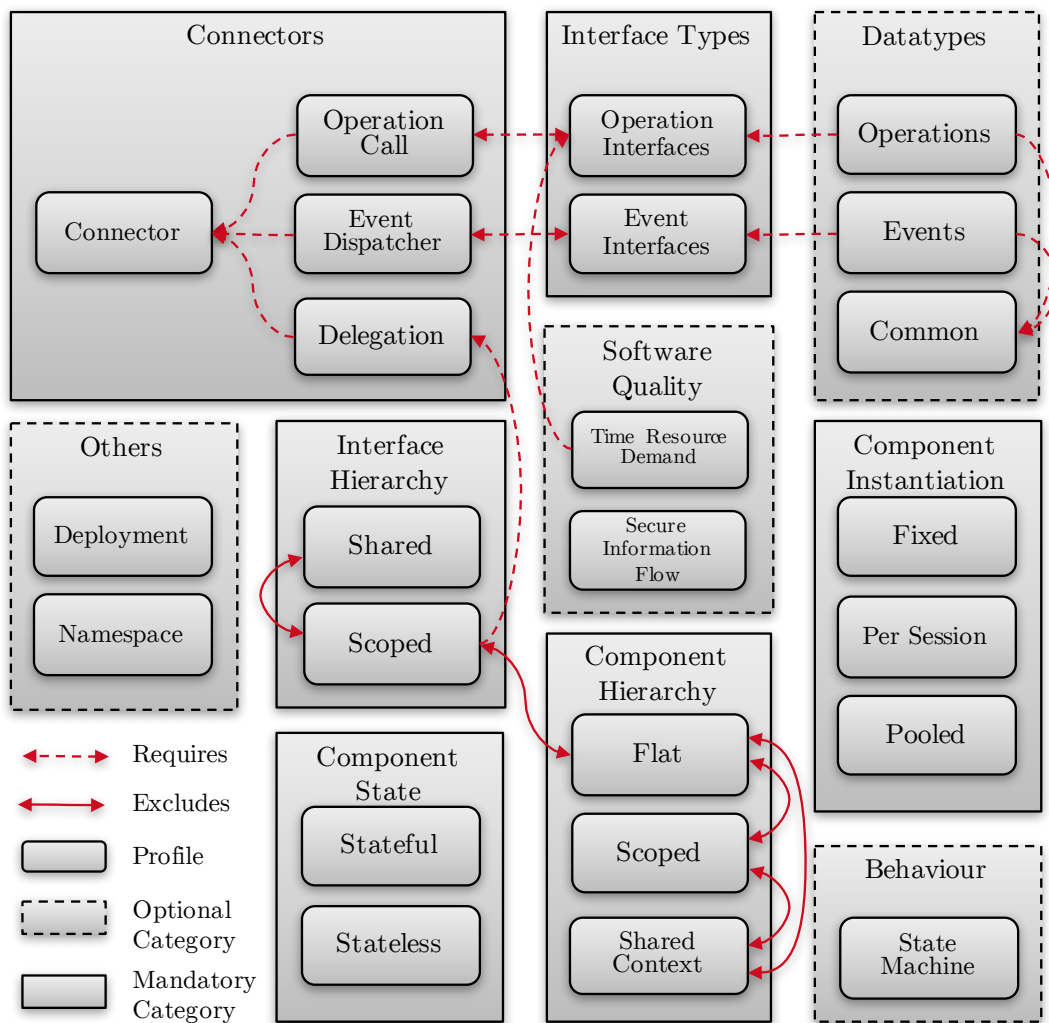 Connectors
Operation
Call
Connector
Event
Dispatcher
Delegation
Interface Types
Operation
Interfaces
Event
Interfaces
Datatypes
Operations
Events
Common
Others
Deployment
Namespace
Interface
Hierarchy
Shared
Scoped
Software
Quality
Time Resource
Demand
Secure
Information
Flow
Component
Instantiation
Fixed
Per Session
Pooled
Requires
Excludes
Profile
Optional
Category
Mandatory
Category
Component
State
Stateful
Stateless
Component
Hierarchy
Flat
Scoped
Shared
Context
Behaviour
State
Machine